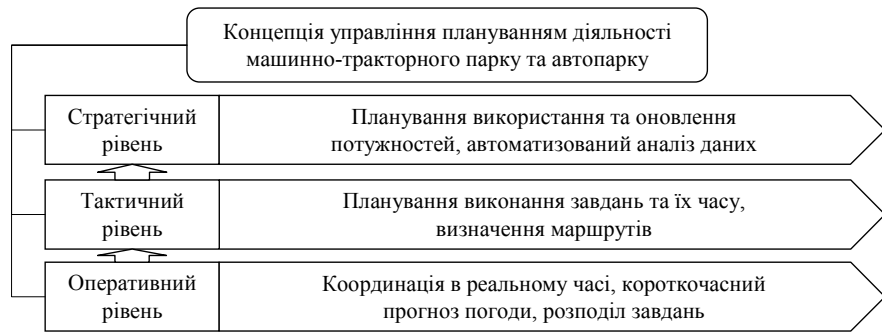 Концепція управління плануванням діяльності
машинно-тракторного парку та автопарку
Стратегічний
рівень
Планування використання та оновлення
потужностей, автоматизований аналіз даних
Тактичний
рівень
Планування виконання завдань та їх часу,
визначення маршрутів
Оперативний
рівень
Координація в реальному часі, короткочасний
прогноз погоди, розподіл завдань